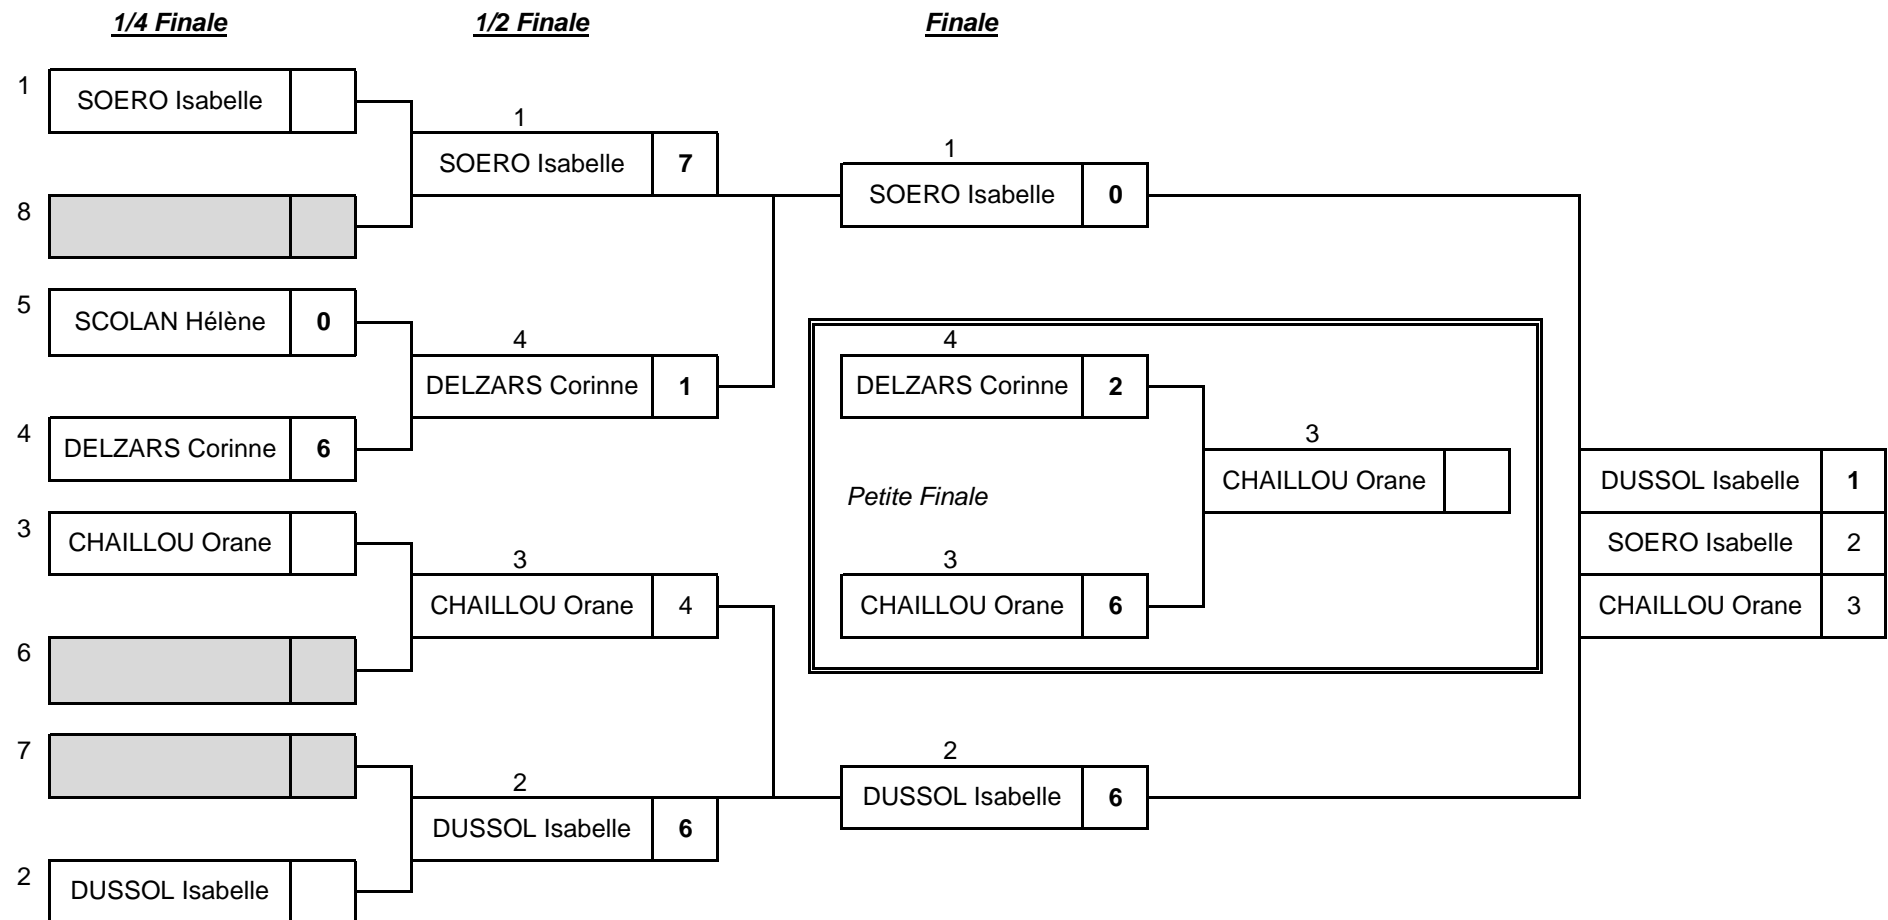 1/4 Finale 1/2 Finale Finale
1 SOERO Isabelle
1
SOERO Isabelle 7
1
SOERO Isabelle 0
8
5 SCOLAN Hélène 0
4
DELZARS Corinne 1
4
DELZARS Corinne 2
4 DELZARS Corinne 6
3
CHAILLOU Orane
DUSSOL Isabelle 1
Petite Finale
3 CHAILLOU Orane
SOERO Isabelle 2
3
CHAILLOU Orane 4
3
CHAILLOU Orane 6
CHAILLOU Orane 3
6
7
2
DUSSOL Isabelle 6
2
DUSSOL Isabelle 6
2 DUSSOL Isabelle